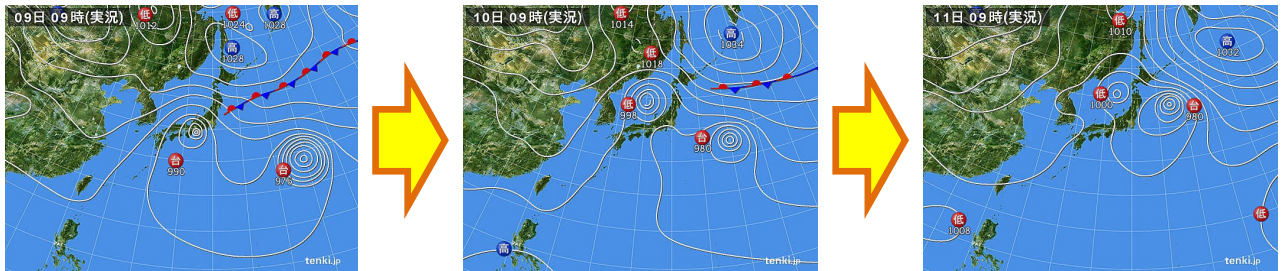 09日 09時(実況)
低
1012
低
1024
高
1028
高
1028
台
990
台
976
tenki.jp
10日 09時(実況)
低
1014
低
1018
高
1034
低
998
台
980
高
tenki.jp
11日 09時(実況)
低
1010
高
1032
低
1000
台
980
低
1008
低
tenki.jp